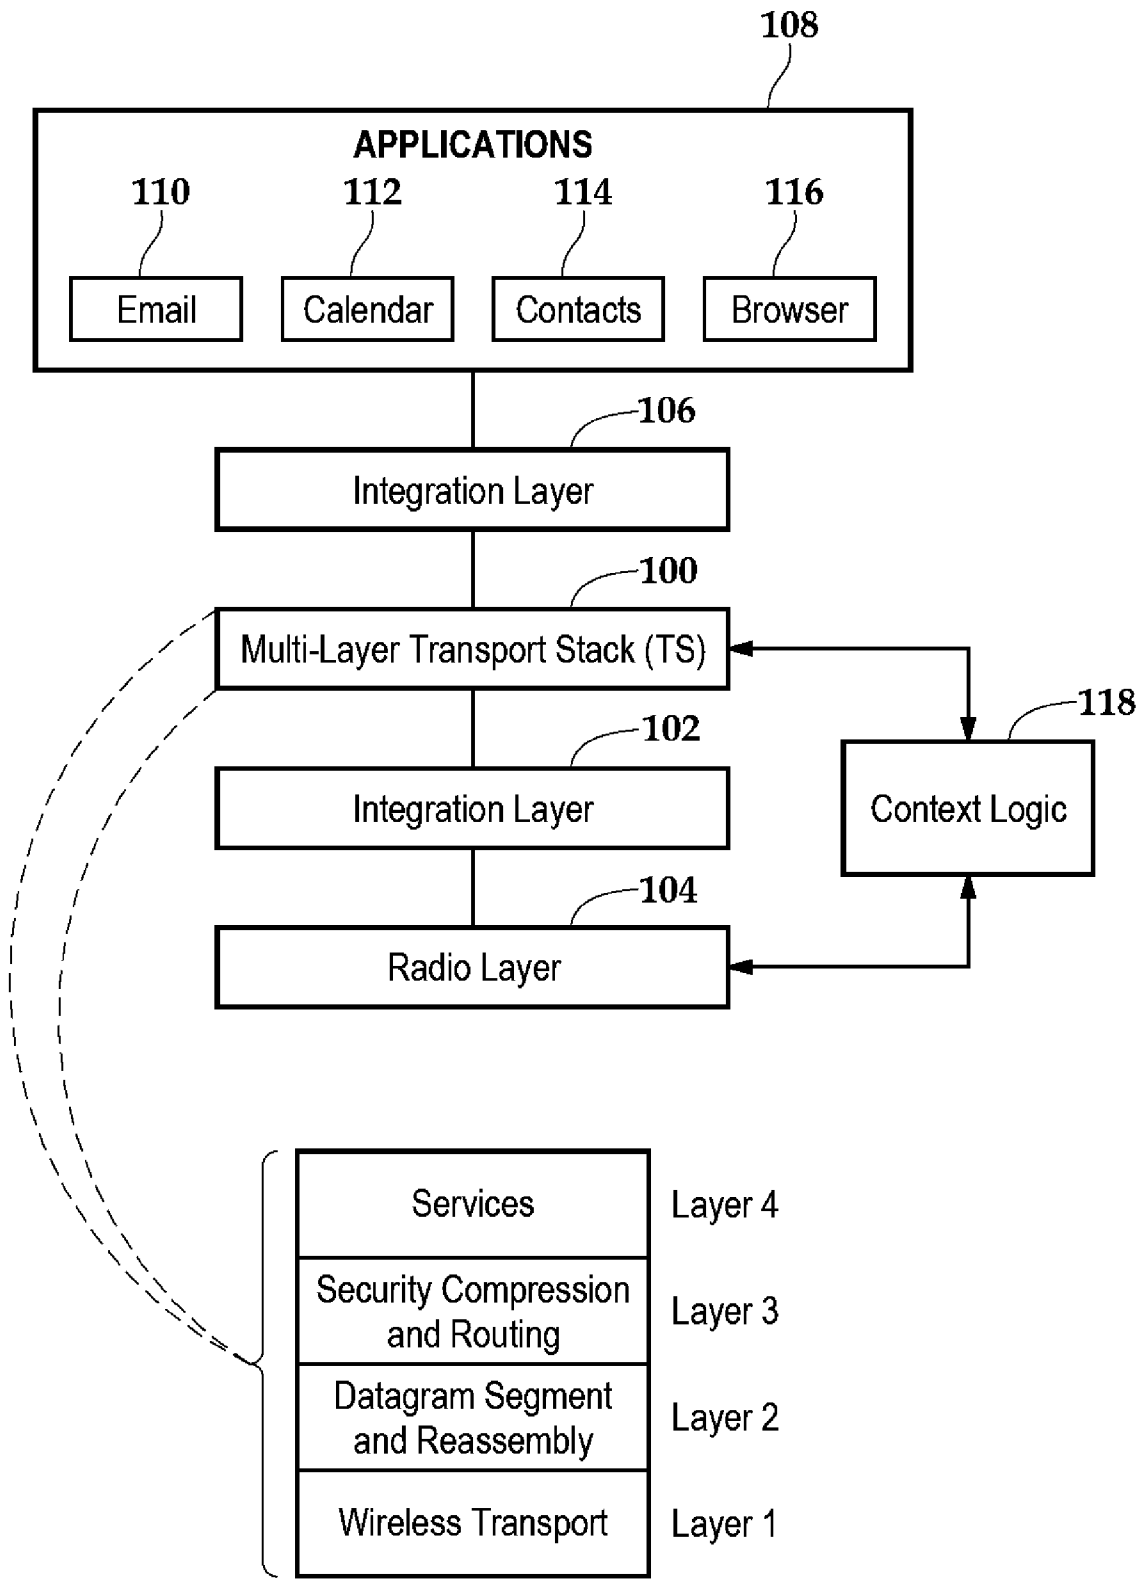 108
APPLICATIONS
110 112 114 116
Email Calendar Contacts Browser
106
Integration Layer
100
Multi-Layer Transport Stack (TS)
118
102
Integration Layer
Context Logic
104
Radio Layer
Services Layer 4
Security Compression
and Routing
Layer 3
Datagram Segment
and Reassembly
Layer 2
Wireless Transport Layer 1